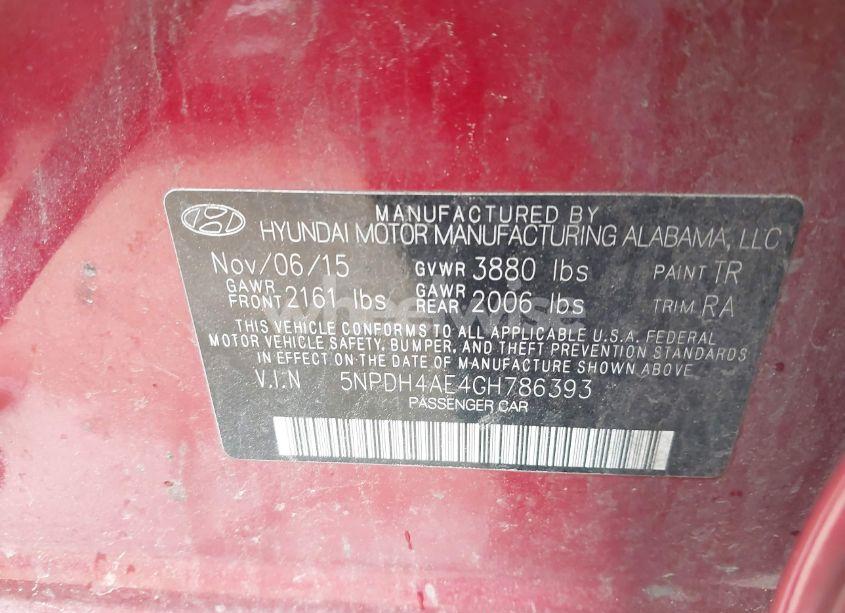 MANUFACTURED BY
HYUNDAI MOTOR MANUFACTURING ALABAMA, LLC
Nov/06/15 GVWR 3880 lbs PAINT TR
GAWR FRONT 2161 lbs GAWR REAR 2006 lbs TRIM RA
THIS VEHICLE CONFORMS TO ALL APPLICABLE U.S.A. FEDERAL
MOTOR VEHICLE SAFETY, BUMPER, AND THEFT PREVENTION STANDARDS
IN EFFECT ON THE DATE OF MANUFACTURE SHOWN ABOVE
V.I.N 5NPDH4AE4GH786393
PASSENGER CAR